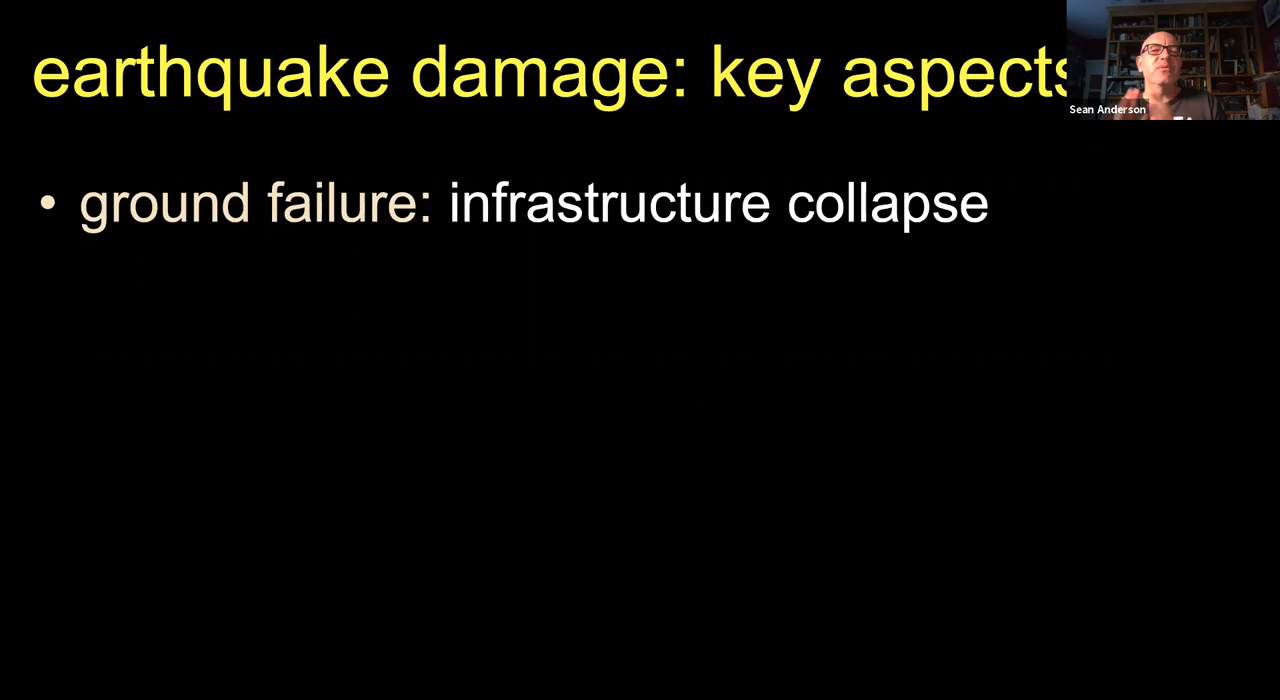 earthquake damage: key aspects
Sean Anderson
• ground failure: infrastructure collapse